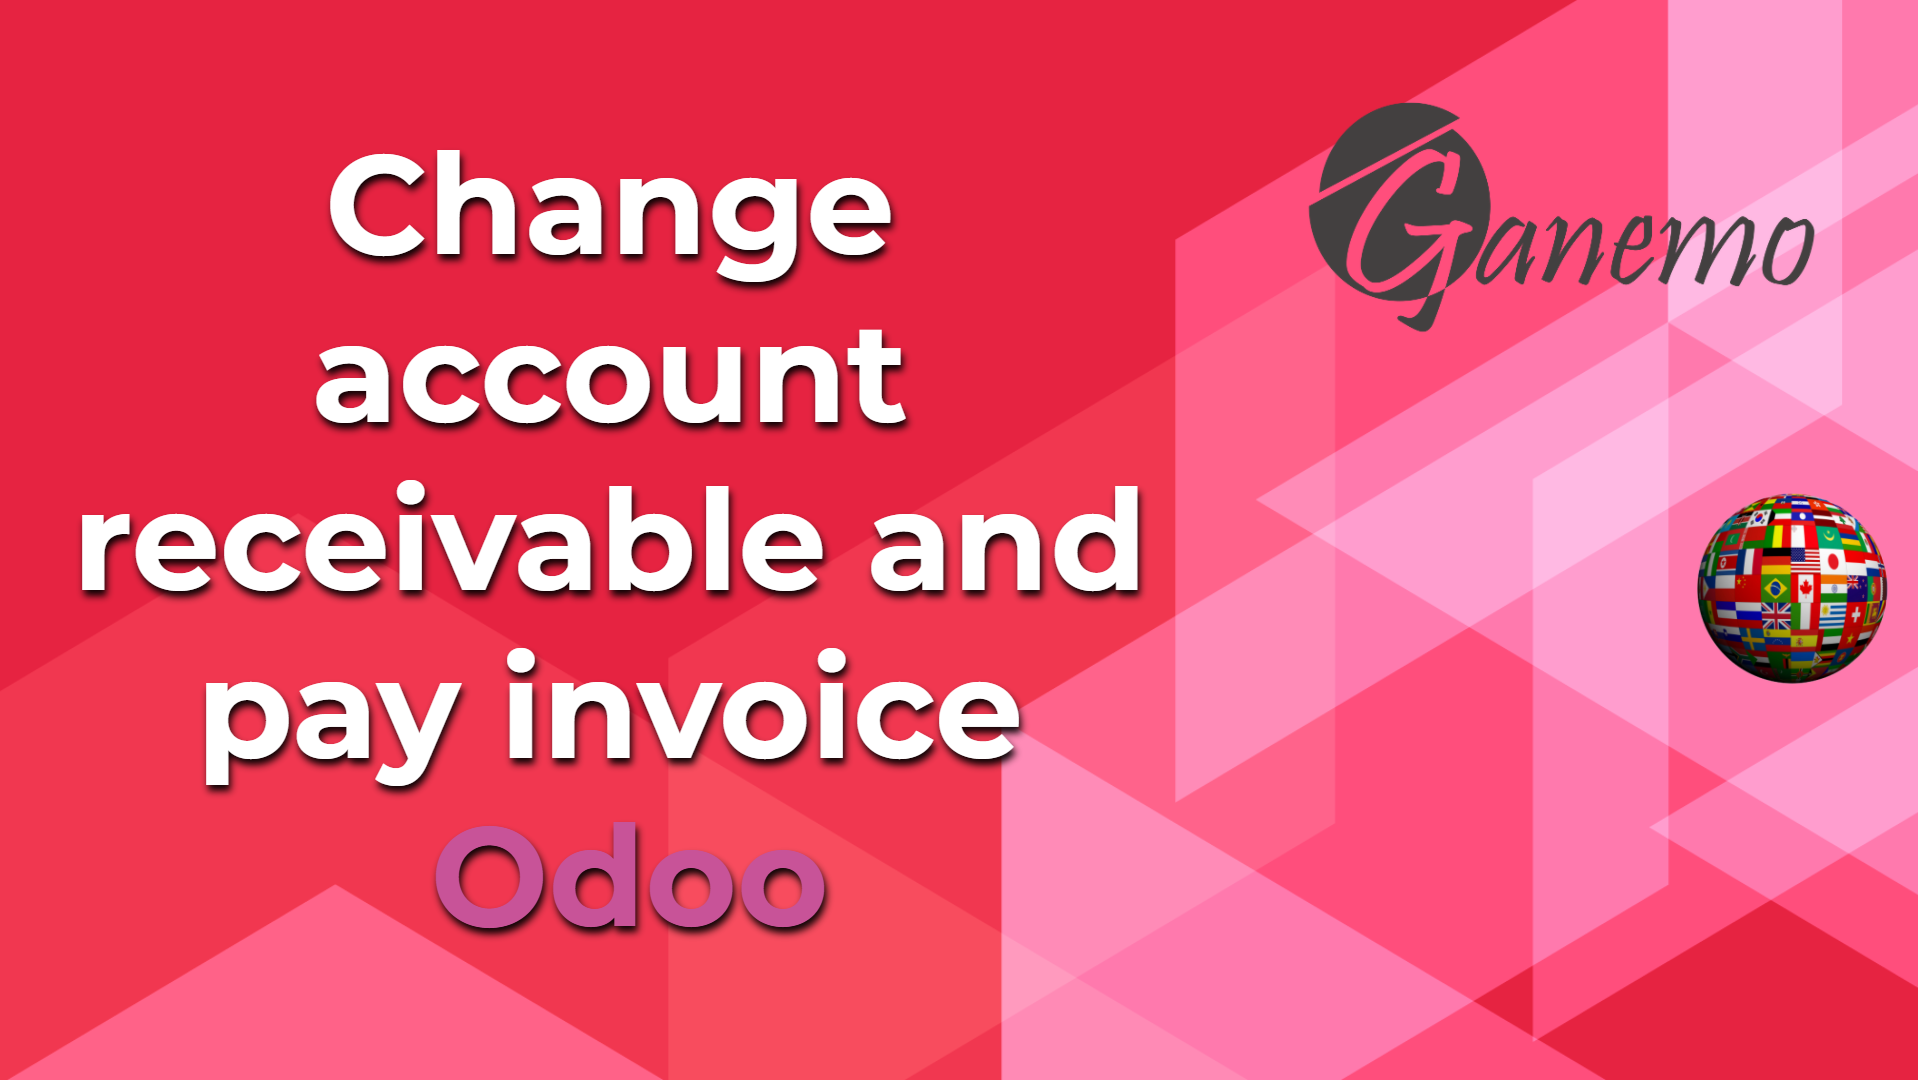 Change
account
receivable and
pay invoice
Odoo
Ganemo